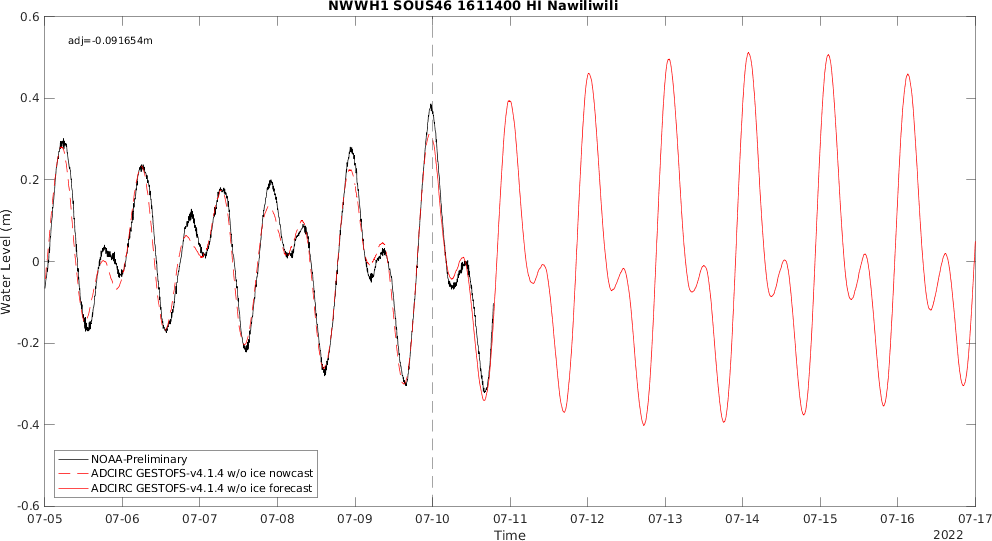 NWWH1 SOUS46 1611400 HI Nawiliwili
adj=-0.091654m
0.6
0.4
0.2
0
-0.2
-0.4
-0.6
Water Level (m)
NOAA-Preliminary
ADCIRC GESTOFS-v4.1.4 w/o ice nowcast
ADCIRC GESTOFS-v4.1.4 w/o ice forecast
07-05 07-06 07-07 07-08 07-09 07-10 07-11 07-12 07-13 07-14 07-15 07-16 07-17
Time
2022